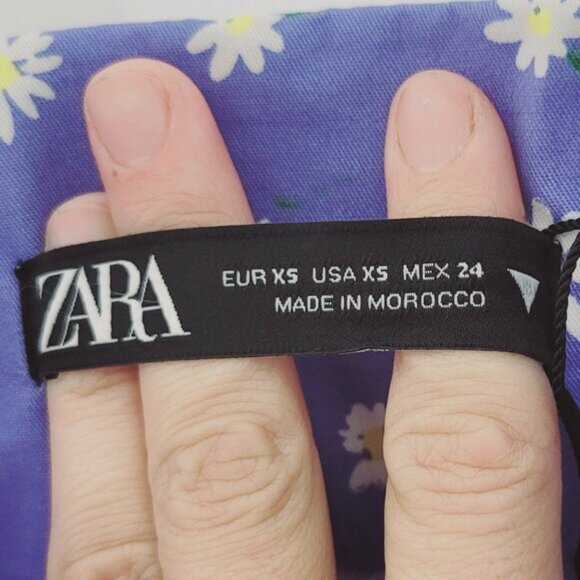 ZARA
EUR XS USA XS MEX 24
MADE IN MOROCCO